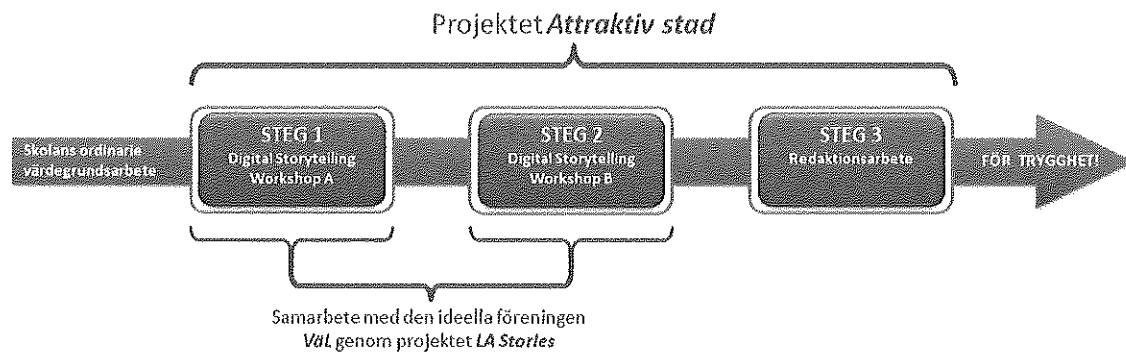 Projektet Attraktiv stad
Skolans ordinarie
värdegrundsarbete
STEG 1
Digital Storytelling
Workshop A
STEG 2
Digital Storytelling
Workshop B
STEG 3
Redaktionsarbete
FÖR TRYGGHET!
Samarbete med den ideella föreningen
VäL genom projektet LA Stories